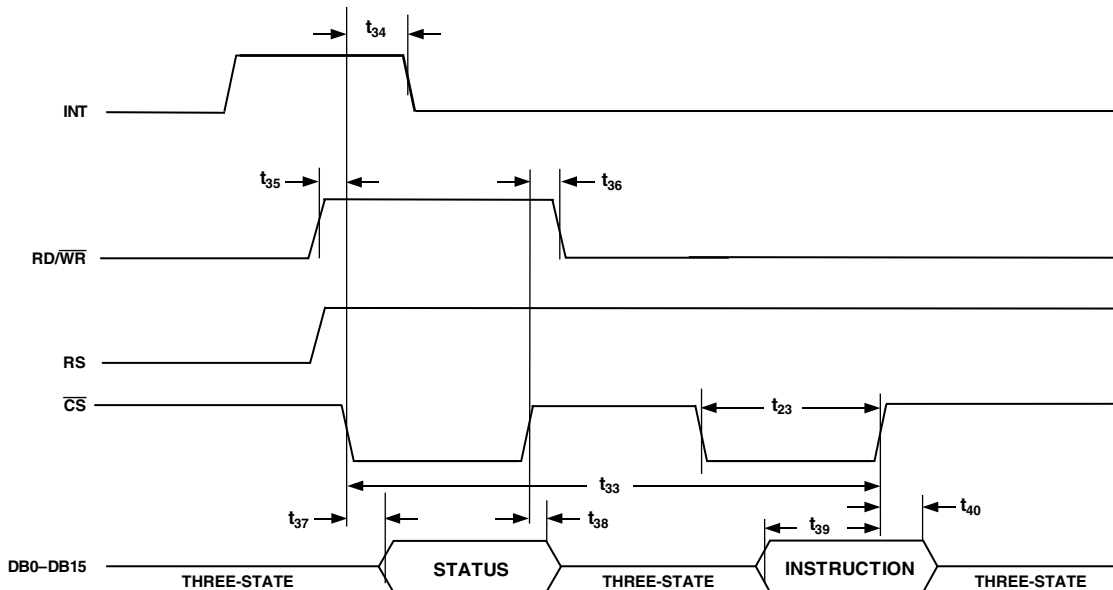 t34
INT
t35
t36
RD/WR
RS
CS
t23
t33
t37
t38
t39
t40
DB0–DB15
THREE-STATE
STATUS
THREE-STATE
INSTRUCTION
THREE-STATE